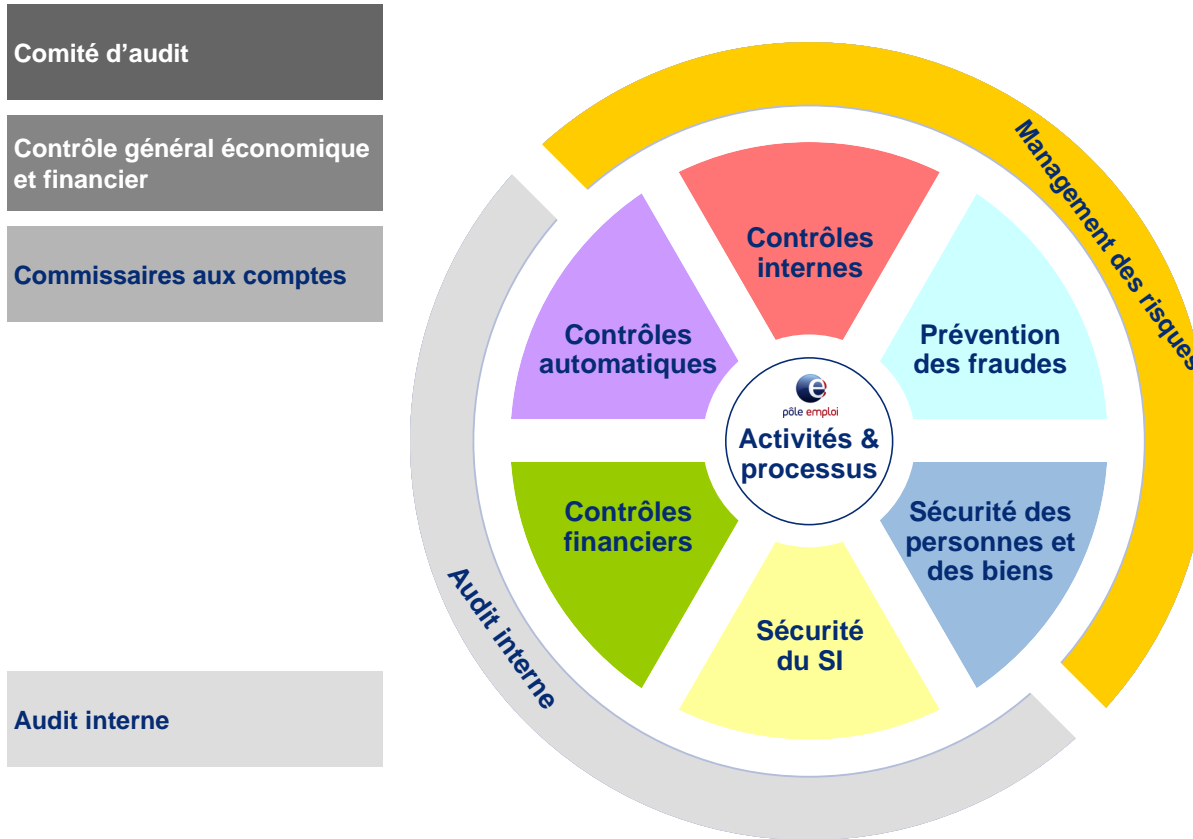 Comité d'audit
Contrôle général économique
et financier
Commissaires aux comptes
Audit interne
Management des risques
Contrôles
internes
Contrôles
automatiques
Prévention
des fraudes
pôle emploi
Activités &
processus
Contrôles
financiers
Sécurité des
personnes et
des biens
Sécurité
du SI
Audit interne